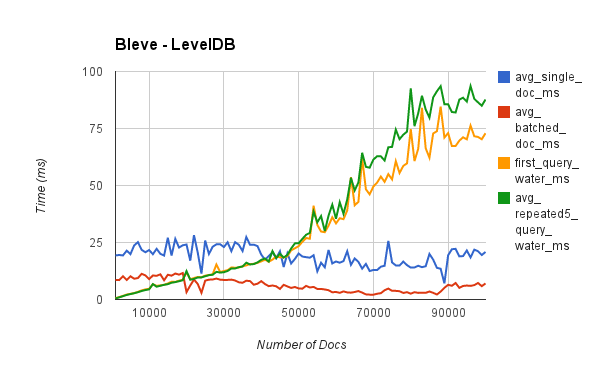 Bleve - LevelDB
100
75
50
25
0
Time (ms)
10000 30000 50000 70000 90000
Number of Docs
avg_single_
doc_ms
avg_
batched_
doc_ms
first_query_
water_ms
avg_
repeated5_
query_
water_ms